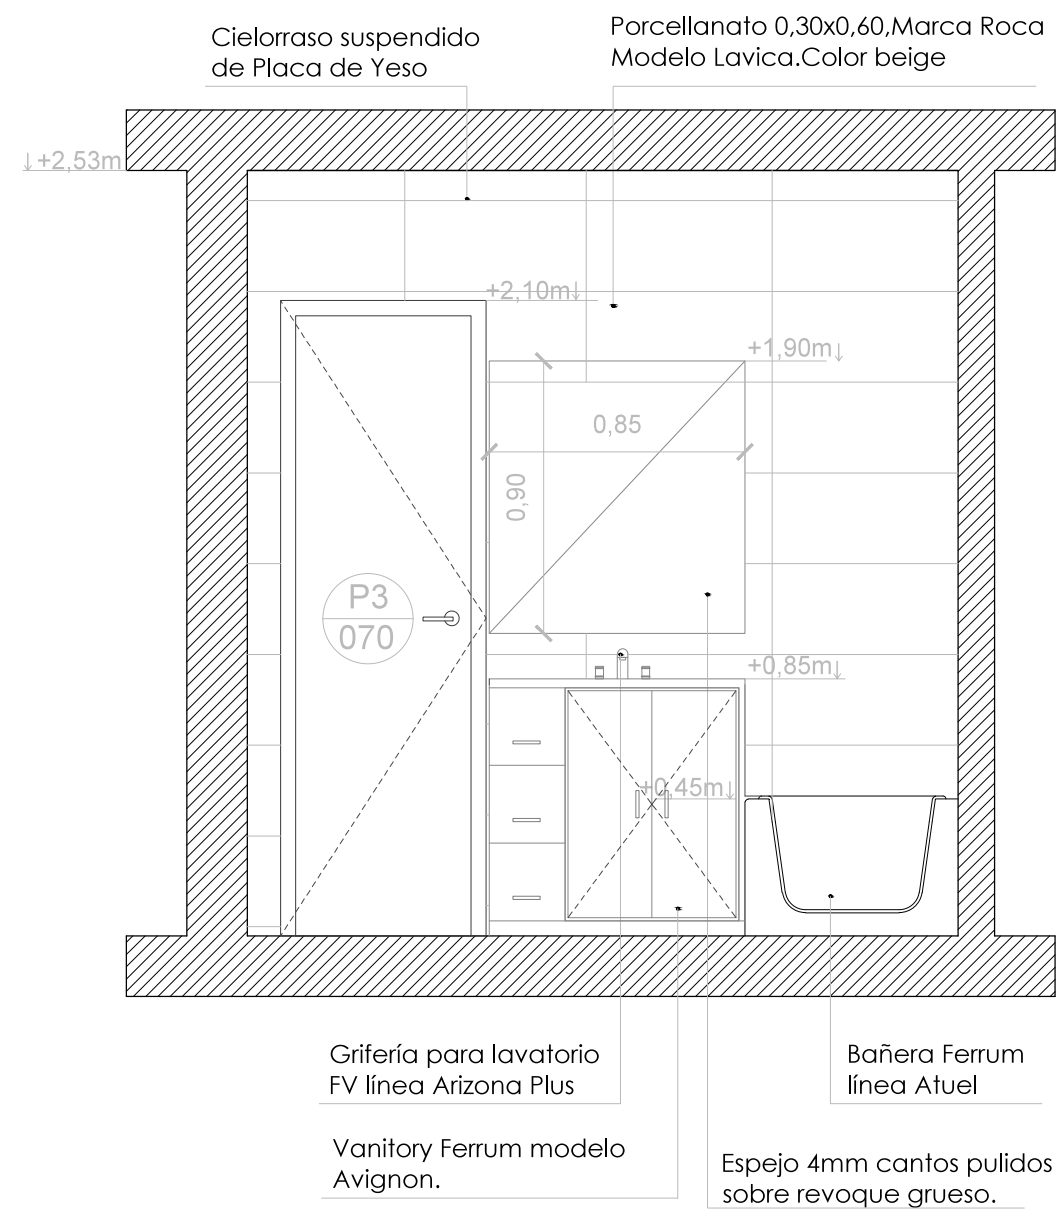 Cielorraso suspendido
de Placa de Yeso
Porcellanato 0,30x0,60,Marca Roca
Modelo Lavica.Color beige
+2,53m
+2,10m
+1,90m
0,85
0,90
P3
070
+0,85m
+0,45m
Grifería para lavatorio
FV línea Arizona Plus
Bañera Ferrum
línea Atuel
Vanitory Ferrum modelo
Avignon.
Espejo 4mm cantos pulidos
sobre revoque grueso.